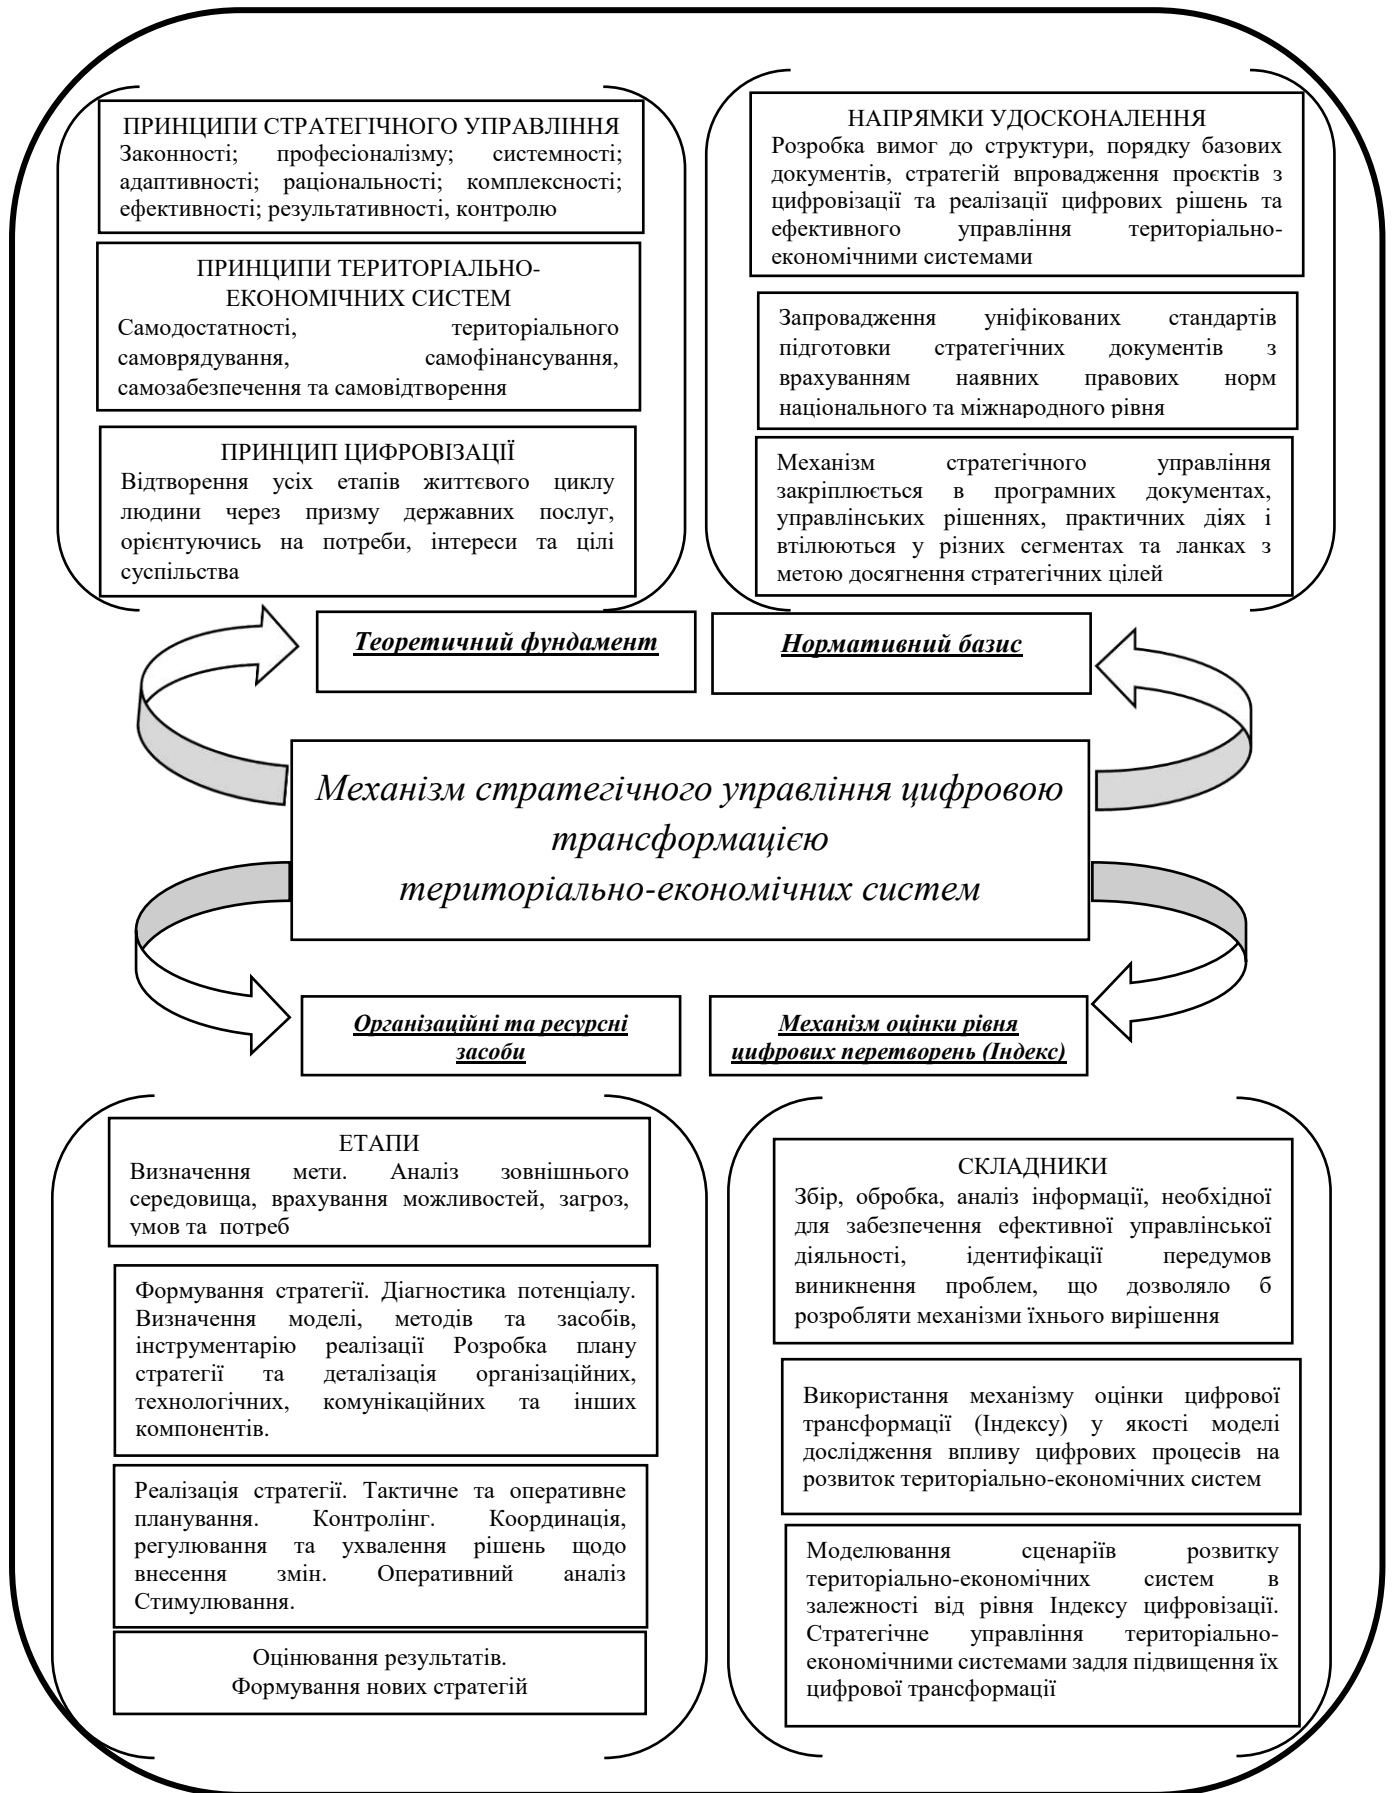 ПРИНЦИПИ СТРАТЕГІЧНОГО УПРАВЛІННЯ
Законності; професіоналізму; системності;
адаптивності; раціональності; комплексності;
ефективності; результативності, контролю
ПРИНЦИПИ ТЕРИТОРІАЛЬНО-
ЕКОНОМІЧНИХ СИСТЕМ
Самодостатності, територіального
самоврядування, самофінансування,
самозабезпечення та самовідтворення
ПРИНЦИП ЦИФРОВІЗАЦІЇ
Відтворення усіх етапів життєвого циклу
людини через призму державних послуг,
орієнтуючись на потреби, інтереси та цілі
суспільства
НАПРЯМКИ УДОСКОНАЛЕННЯ
Розробка вимог до структури, порядку базових
документів, стратегій впровадження проєктів з
цифровізації та реалізації цифрових рішень та
ефективного управління територіально-
економічними системами
Запровадження уніфікованих стандартів
підготовки стратегічних документів з
врахуванням наявних правових норм
національного та міжнародного рівня
Механізм стратегічного управління
закріплюється в програмних документах,
управлінських рішеннях, практичних діях і
втілюються у різних сегментах та ланках з
метою досягнення стратегічних цілей
Теоретичний фундамент
Нормативний базис
Механізм стратегічного управління цифровою
трансформацією
територіально-економічних систем
Організаційні та ресурсні
засоби
Механізм оцінки рівня
цифрових перетворень (Індекс)
ЕТАПИ
Визначення мети. Аналіз зовнішнього
середовища, врахування можливостей, загроз,
умов та потреб
Формування стратегії. Діагностика потенціалу.
Визначення моделі, методів та засобів,
інструментарію реалізації Розробка плану
стратегії та деталізація організаційних,
технологічних, комунікаційних та інших
компонентів.
Реалізація стратегії. Тактичне та оперативне
планування. Контролінг. Координація,
регулювання та ухвалення рішень щодо
внесення змін. Оперативний аналіз
Стимулювання.
Оцінювання результатів.
Формування нових стратегій
СКЛАДНИКИ
Збір, обробка, аналіз інформації, необхідної
для забезпечення ефективної управлінської
діяльності, ідентифікації передумов
виникнення проблем, що дозволяло б
розробляти механізми їхнього вирішення
Використання механізму оцінки цифрової
трансформації (Індексу) у якості моделі
дослідження впливу цифрових процесів на
розвиток територіально-економічних систем
Моделювання сценаріїв розвитку
територіально-економічних систем в
залежності від рівня Індексу цифровізації.
Стратегічне управління територіально-
економічними системами задля підвищення їх
цифрової трансформації